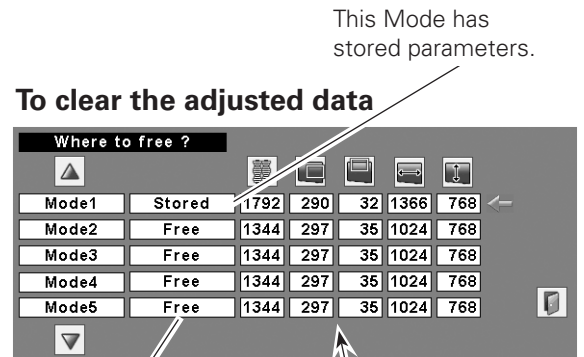 This Mode has
stored parameters.
To clear the adjusted data
Where to free ?
Mode1 Stored 1792 290 32 1366 768
Mode2 Free 1344 297 35 1024 768
Mode3 Free 1344 297 35 1024 768
Mode4 Free 1344 297 35 1024 768
Mode5 Free 1344 297 35 1024 768